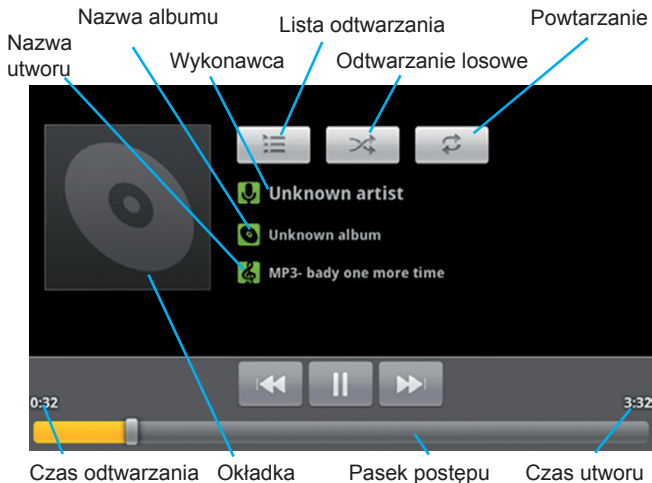 Nazwa albumu
Lista odtwarzania
Powtarzanie
Nazwa
utworu
Wykonawca
Odtwarzanie losowe
Unknown artist
Unknown album
MP3- bady one more time
0:32
3:32
Czas odtwarzania
Okładka
Pasek postępu
Czas utworu